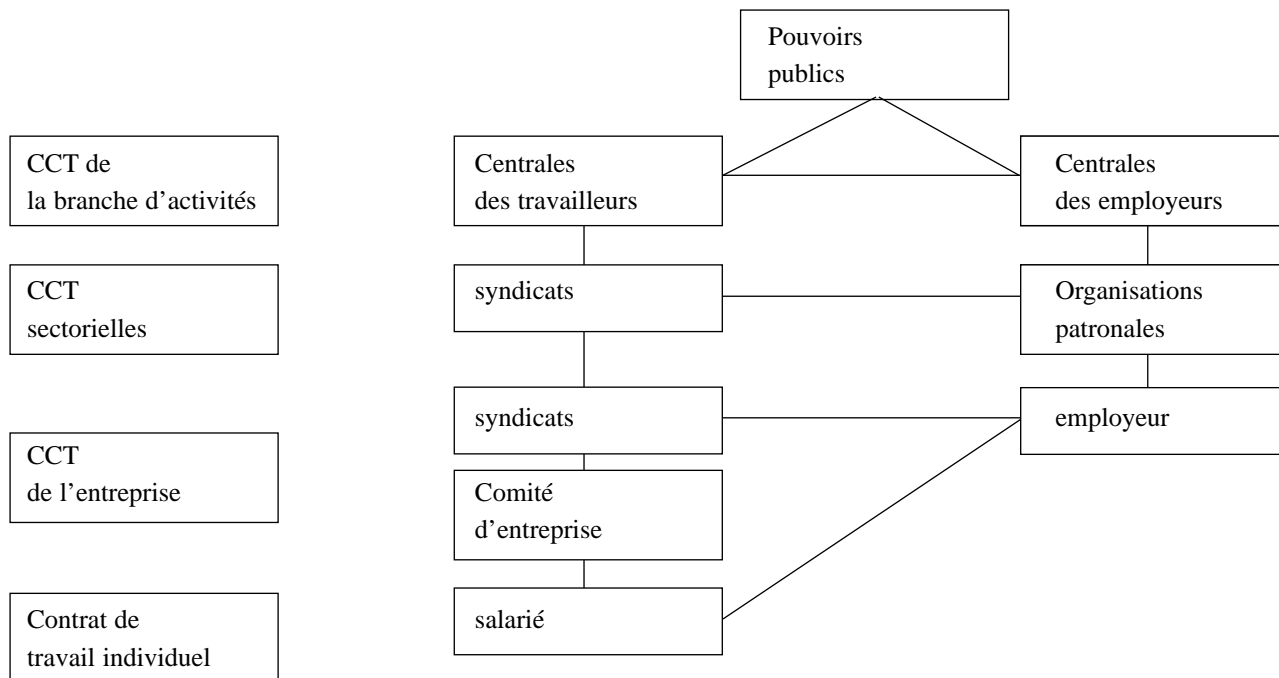 Pouvoirs
publics
CCT de
la branche d’activités
Centrales
des travailleurs
Centrales
des employeurs
CCT
sectorielles
syndicats
Organisations
patronales
syndicats
employeur
CCT
de l’entreprise
Comité
d’entreprise
Contrat de
travail individuel
salarié